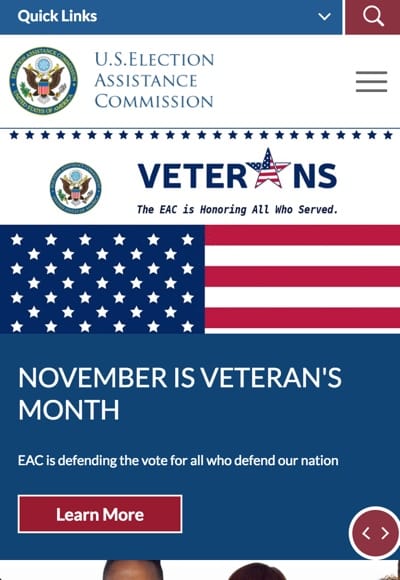 Quick Links
U.S. Election
Assistance
Commission
VETERANS
The EAC is Honoring All Who Served.
NOVEMBER IS VETERAN'S
MONTH
EAC is defending the vote for all who defend our nation
Learn More